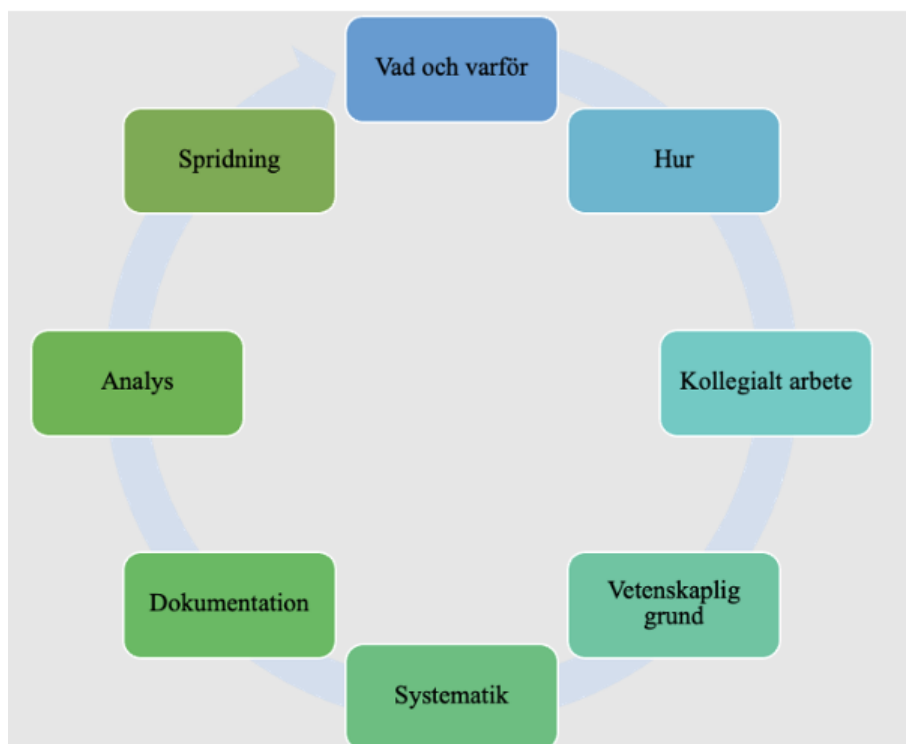 Vad och varför
Hur
Kollegialt arbete
Vetenskaplig
grund
Systematik
Dokumentation
Analys
Spridning